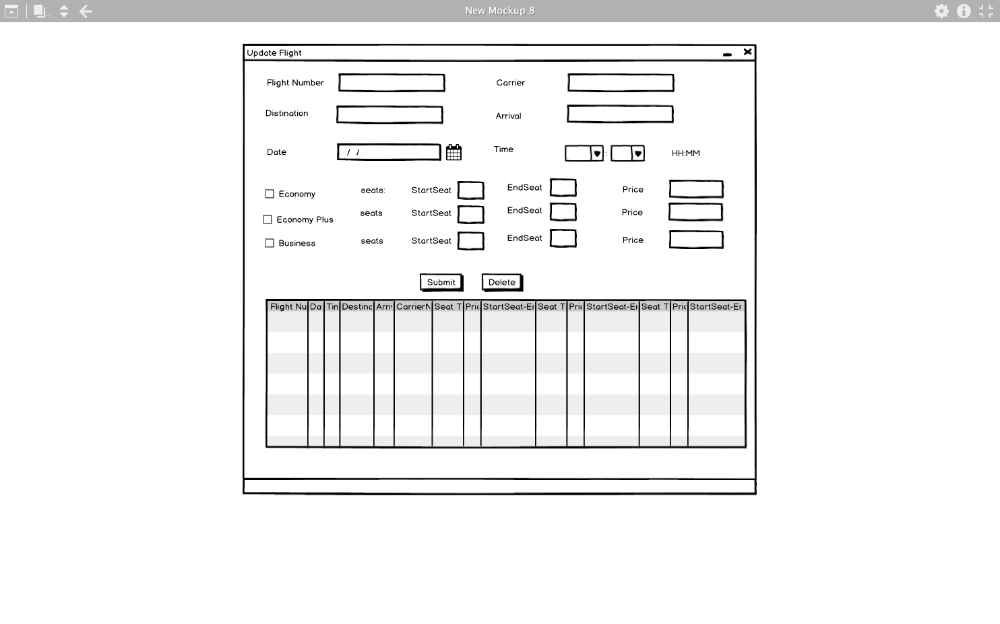 New Mockup 8
Update Flight
Flight Number Carrier
Distination Arrival
Date / / Time : HH:MM
Economy seats: StartSeat EndSeat Price
Economy Plus seats StartSeat EndSeat Price
Business seats StartSeat EndSeat Price
Submit Delete
Flight Nu Da Tin Destinc Arriv CarrierN Seat T Pric StartSeat-Er Seat T Pric StartSeat-Er Seat T Pric StartSeat-Er